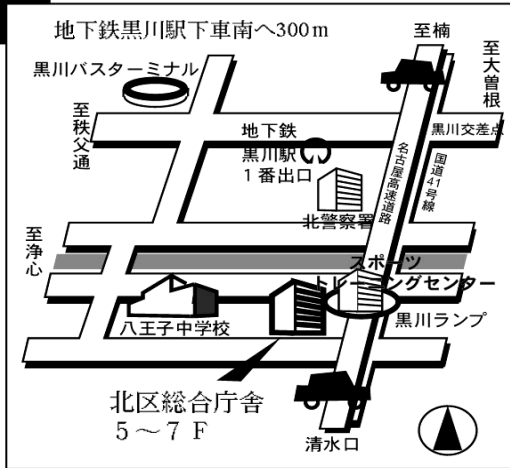 地下鉄黒川駅下車南へ300m
至楠
至大曽根
黒川バスターミナル
至秩父通
地下鉄
黒川駅
1番出口
黒川交差点
名古屋高速道路
国道41号線
北警察署
至浄心
スポーツ
トレーニングセンター
八王子中学校
黒川ランプ
北区総合庁舎
5～7F
清水口